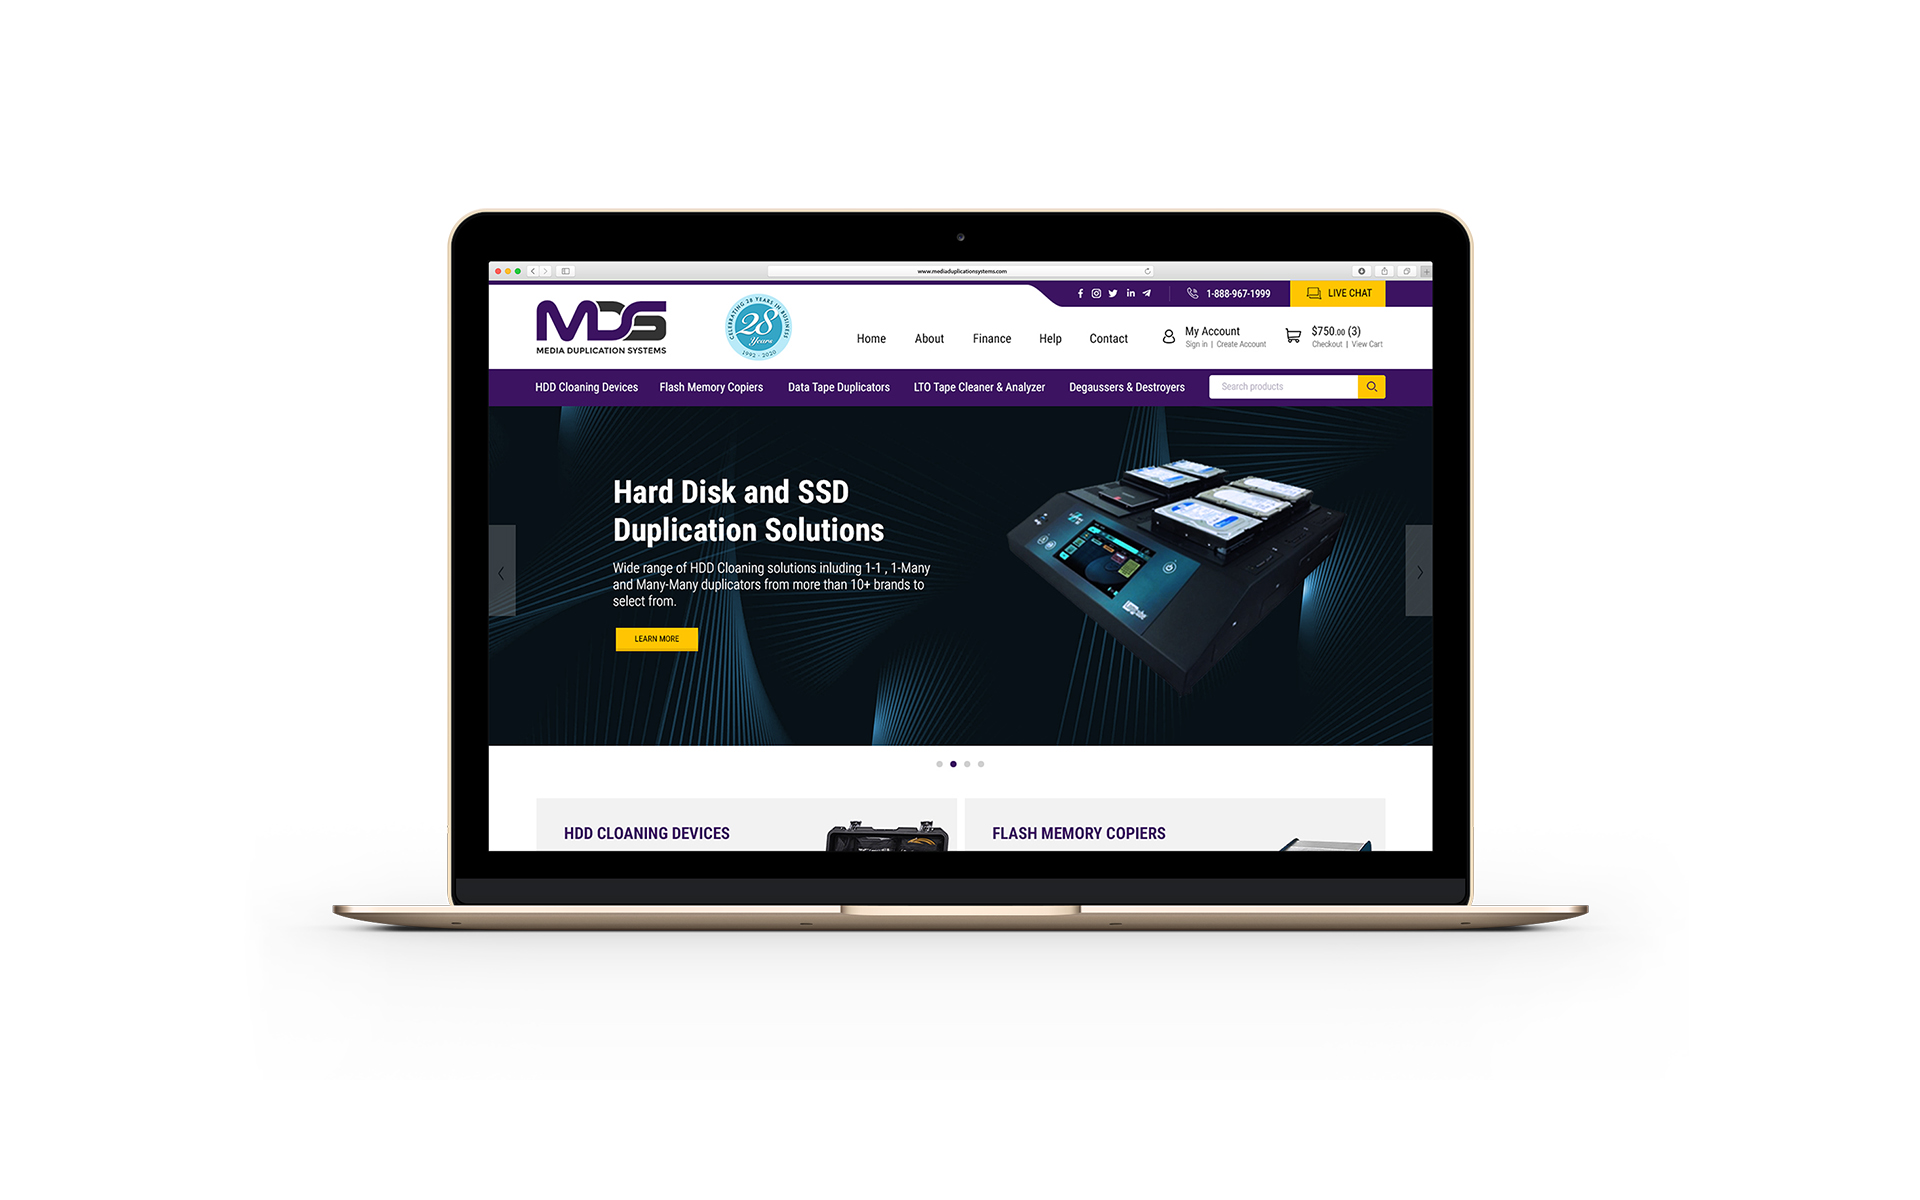 www.mediaduplicationsystems.com
1-888-967-1999
LIVE CHAT
MDS
MEDIA DUPLICATION SYSTEMS
CELEBRATING 28 YEARS IN BUSINESS
28
Years
1992 - 2020
Home
About
Finance
Help
Contact
My Account
Sign in | Create Account
$750.00 (3)
Checkout | View Cart
HDD Cloaning Devices
Flash Memory Copiers
Data Tape Duplicators
LTO Tape Cleaner & Analyzer
Degaussers & Destroyers
Search products
Hard Disk and SSD
Duplication Solutions
Wide range of HDD Cloaning solutions inluding 1-1 , 1-Many
and Many-Many duplicators from more than 10+ brands to
select from.
LEARN MORE
HDD CLOANING DEVICES
FLASH MEMORY COPIERS